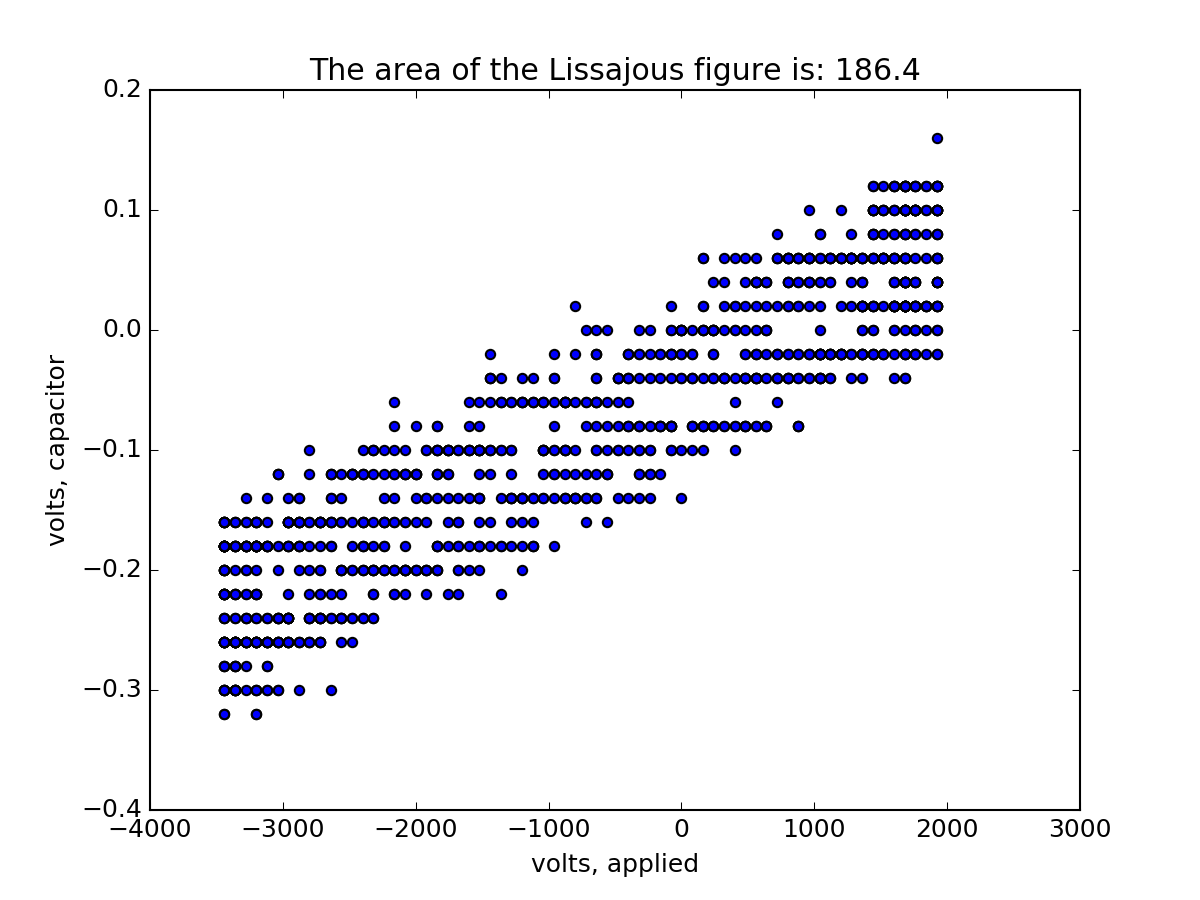 The area of the Lissajous figure is: 186.4
0.2
0.1
0.0
−0.1
−0.2
−0.3
−0.4
volts, capacitor
−4000 −3000 −2000 −1000 0 1000 2000 3000
volts, applied